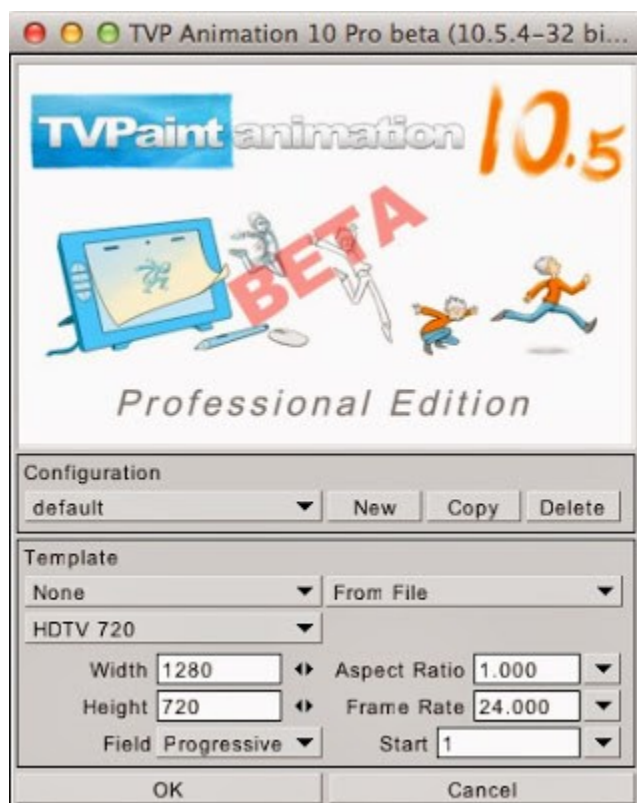 TVP Animation 10 Pro beta (10.5.4-32 bi...
TVPaint animation 10.5
BETA
Professional Edition
Configuration
default New Copy Delete
Template
None From File
HDTV 720
Width 1280 Aspect Ratio 1.000
Height 720 Frame Rate 24.000
Field Progressive Start 1
OK Cancel